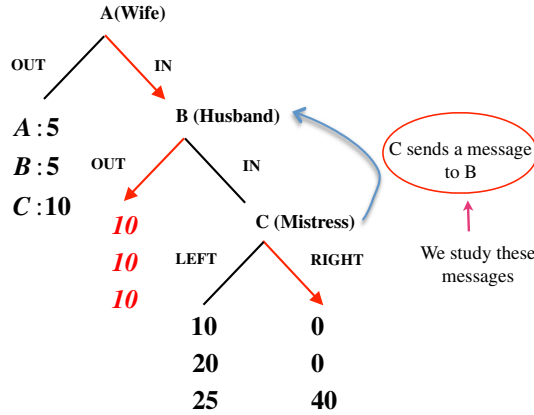 A(Wife)
OUT
IN
A : 5
B : 5
C : 10
B (Husband)
OUT
IN
10
10
10
C sends a message
to B
C (Mistress)
We study these
messages
LEFT
RIGHT
10 0
20 0
25 40